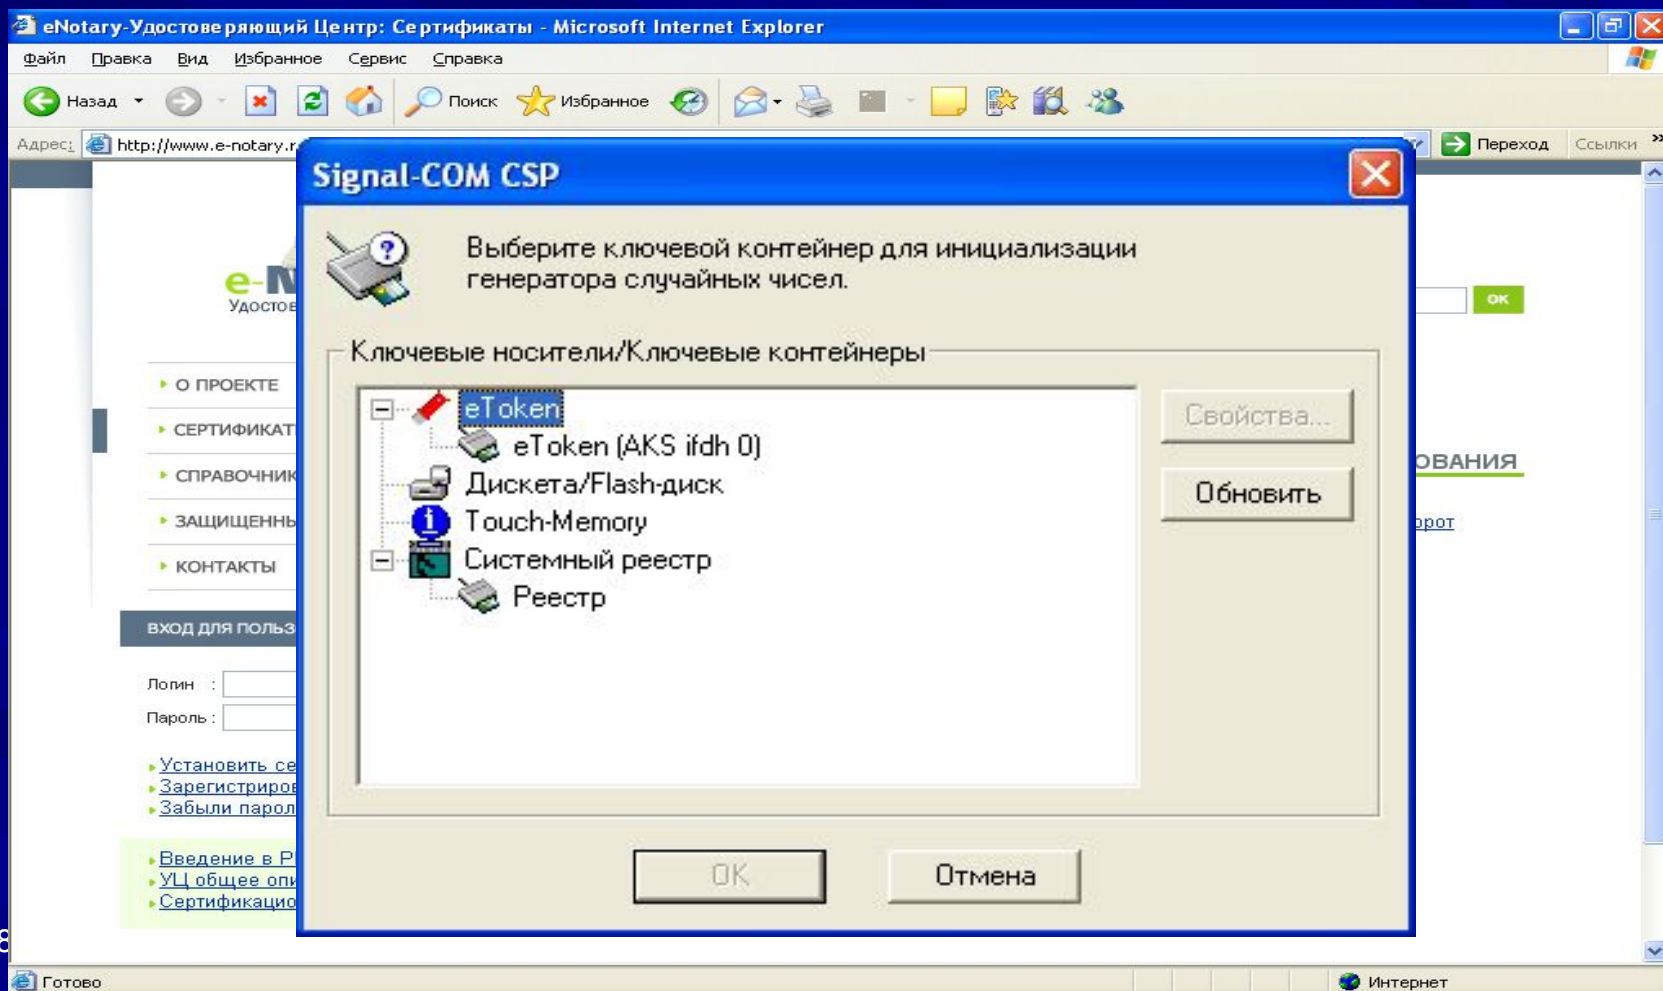 eNotary-Удостоверяющий Центр: Сертификаты - Microsoft Internet Explorer
Файл Правка Вид Избранное Сервис Справка
Назад Поиск Избранное
Адрес: http://www.e-notary.r Переход Ссылки
Signal-COM CSP
Выберите ключевой контейнер для инициализации
генератора случайных чисел.
e-N
Удостов
OK
Ключевые носители/Ключевые контейнеры
eToken
eToken (AKS ifdh 0)
Дискета/Flash-диск
Touch-Memory
Системный реестр
Реестр
Свойства...
Обновить
OK
Отмена
О ПРОЕКТЕ
СЕРТИФИКАТ
СПРАВОЧНИК
ЗАЩИЩЕННЫ
КОНТАКТЫ
ОВАНИЯ
орот
ВХОД ДЛЯ ПОЛЬЗ
Логин :
Пароль :
Установить се
Зарегистриров
Забыли парол
Введение в P
УЦ общее опи
Сертификацио
8
Готово Интернет